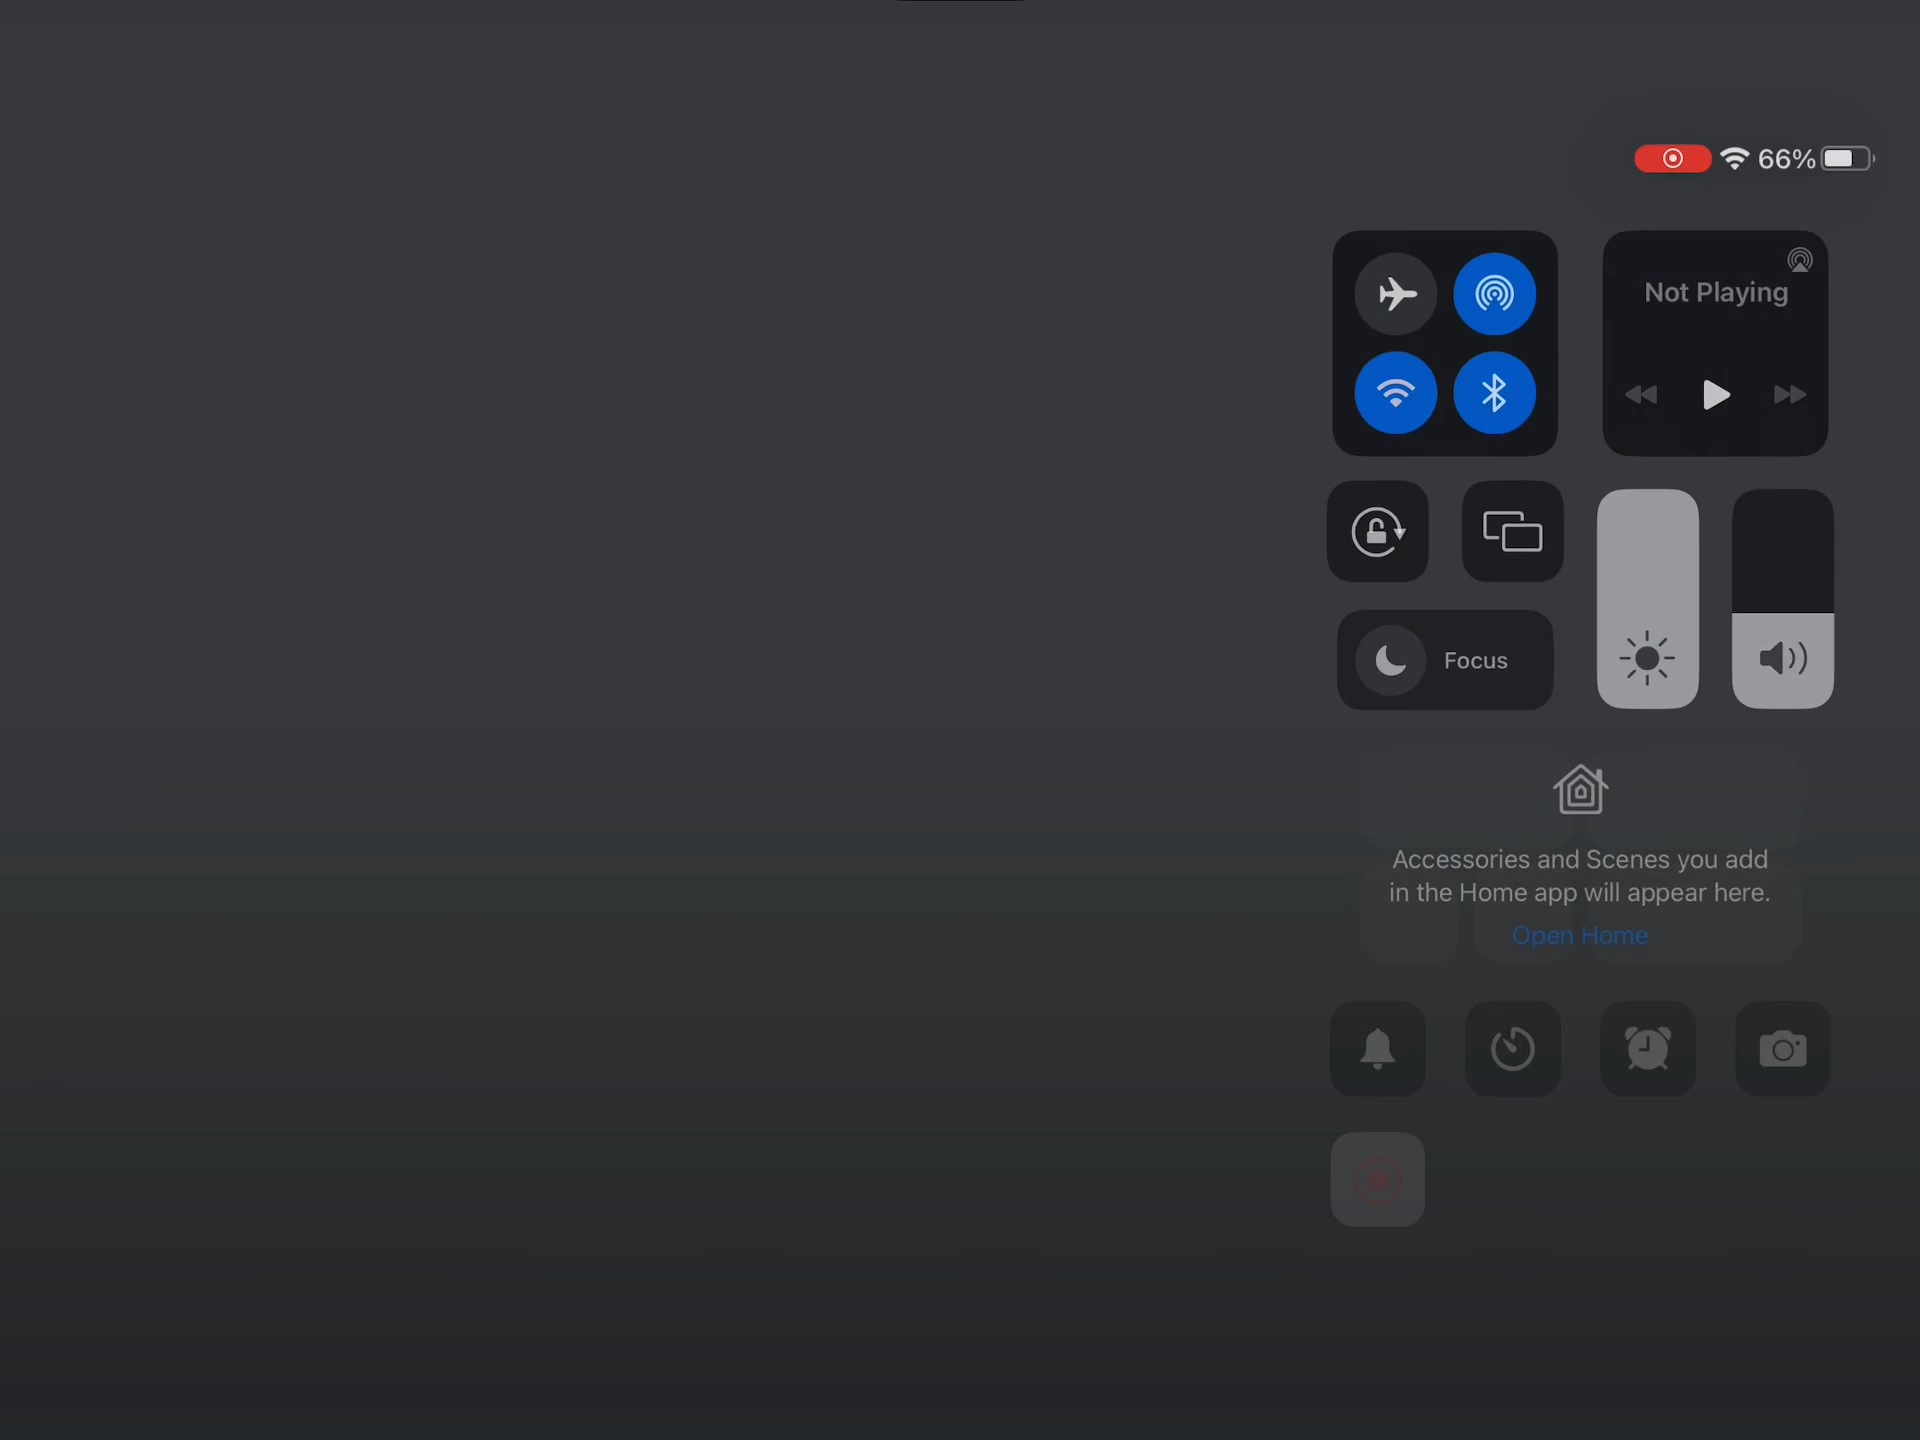 66%
Not Playing
Focus
Accessories and Scenes you add
in the Home app will appear here.
Open Home